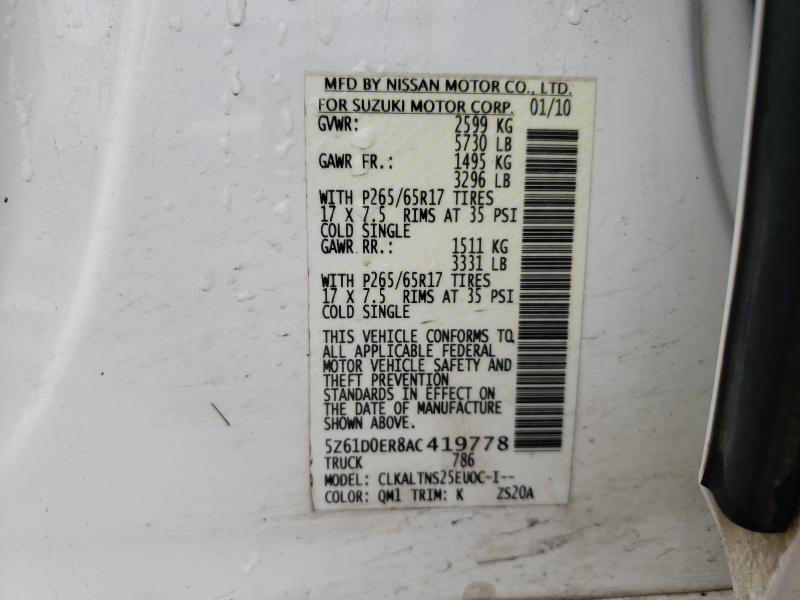 MFD BY NISSAN MOTOR CO., LTD.
FOR SUZUKI MOTOR CORP. 01/10
GVWR: 2599 KG
5730 LB
GAWR FR.: 1495 KG
3296 LB
WITH P265/65R17 TIRES
17 X 7.5 RIMS AT 35 PSI
COLD SINGLE
GAWR RR.: 1511 KG
3331 LB
WITH P265/65R17 TIRES
17 X 7.5 RIMS AT 35 PSI
COLD SINGLE
THIS VEHICLE CONFORMS TO
ALL APPLICABLE FEDERAL
MOTOR VEHICLE SAFETY AND
THEFT PREVENTION
STANDARDS IN EFFECT ON
THE DATE OF MANUFACTURE
SHOWN ABOVE.
5Z61D0ER8AC419778
TRUCK 786
MODEL: CLKALTNS25EUOC-I--
COLOR: QM1 TRIM: K ZS20A